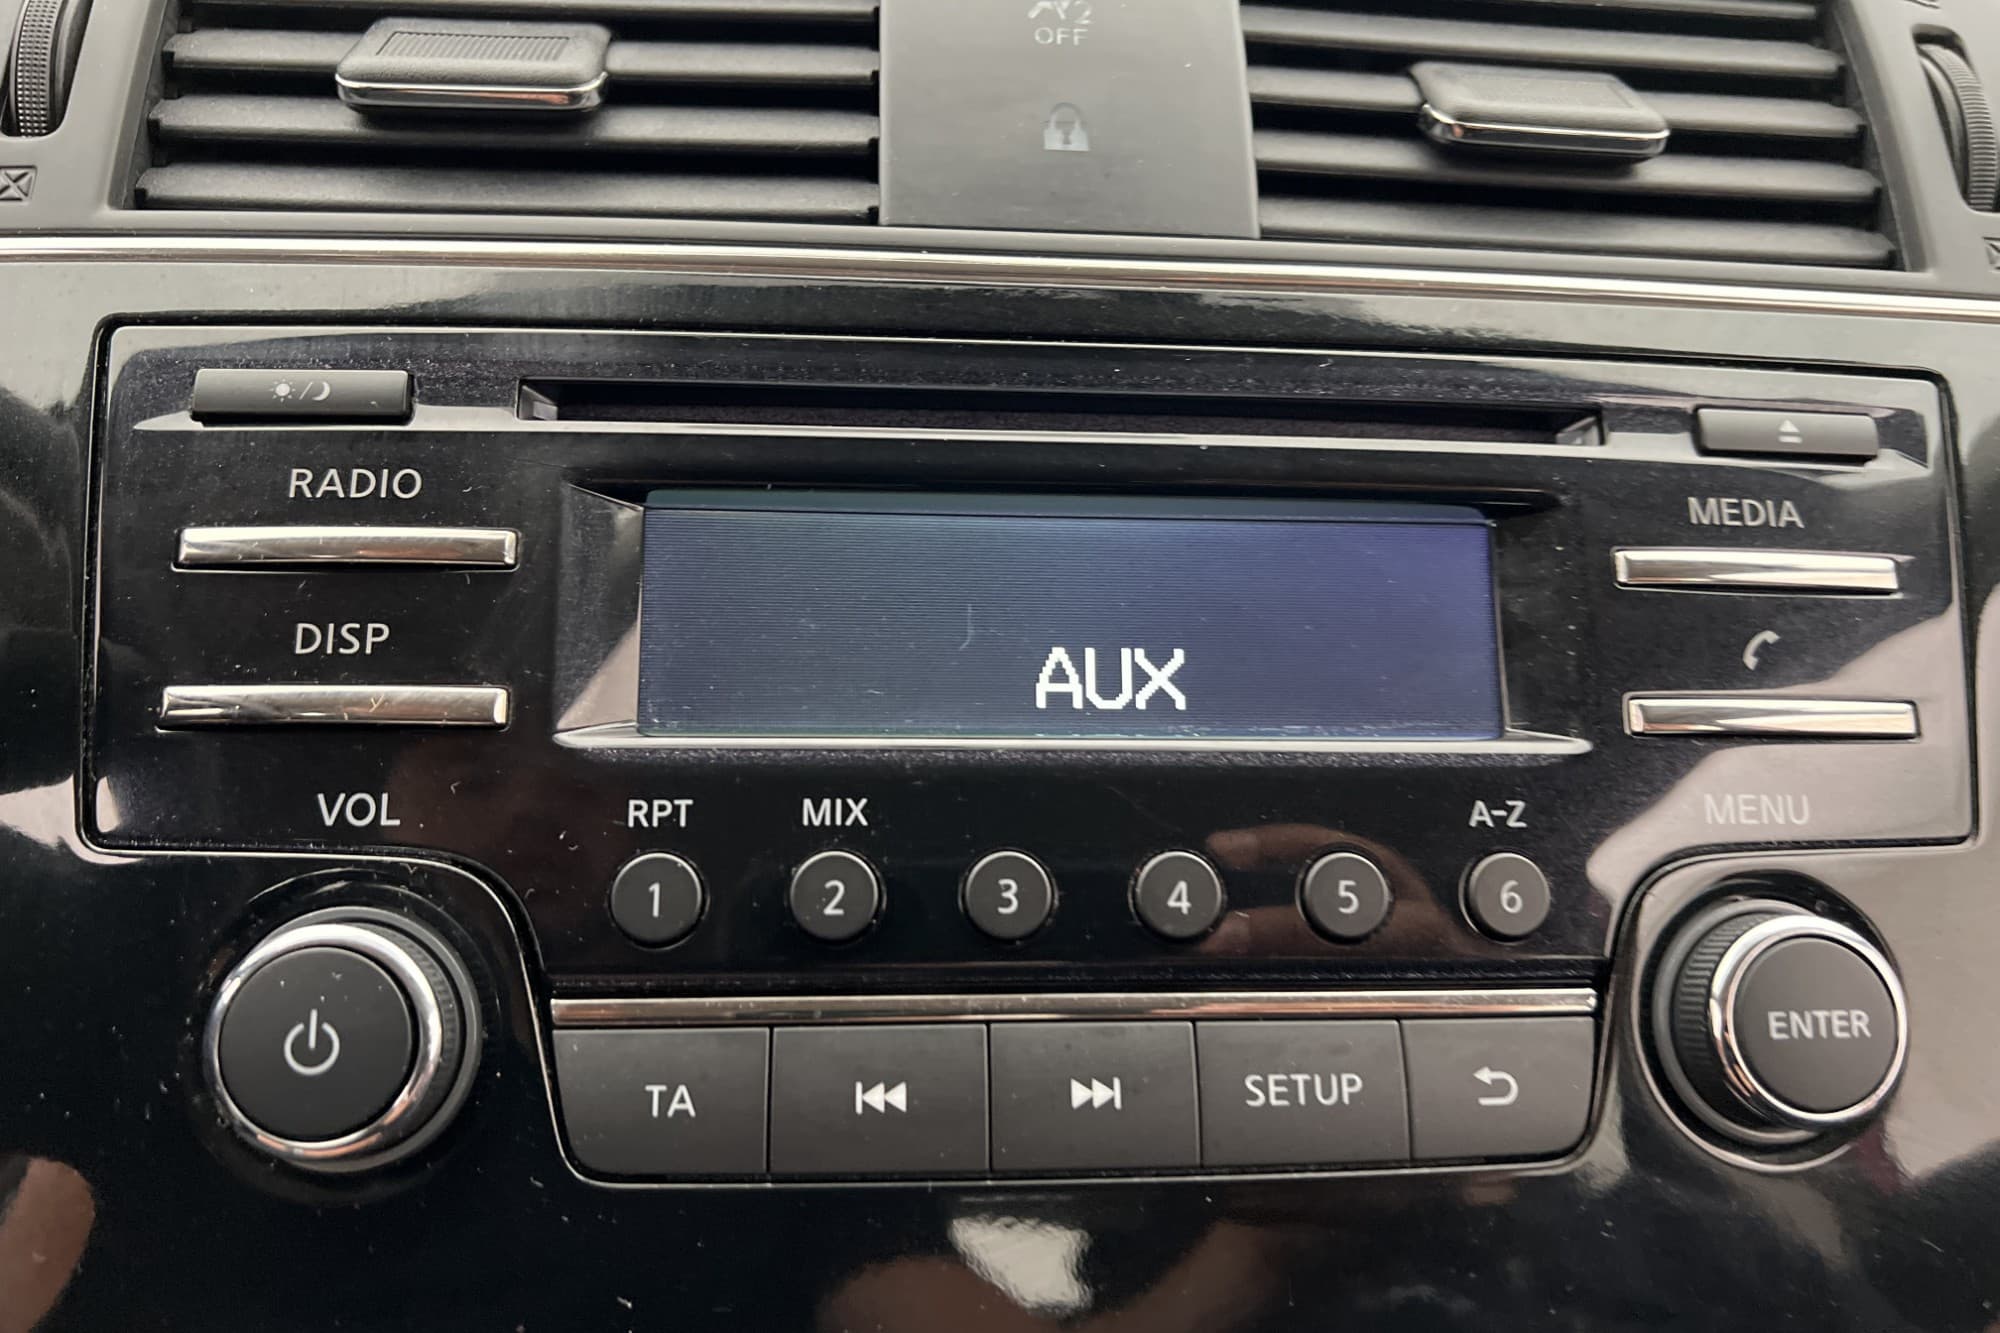 OFF
RADIO
MEDIA
DISP
AUX
VOL
RPT MIX A-Z
MENU
1 2 3 4 5 6
ENTER
TA SETUP